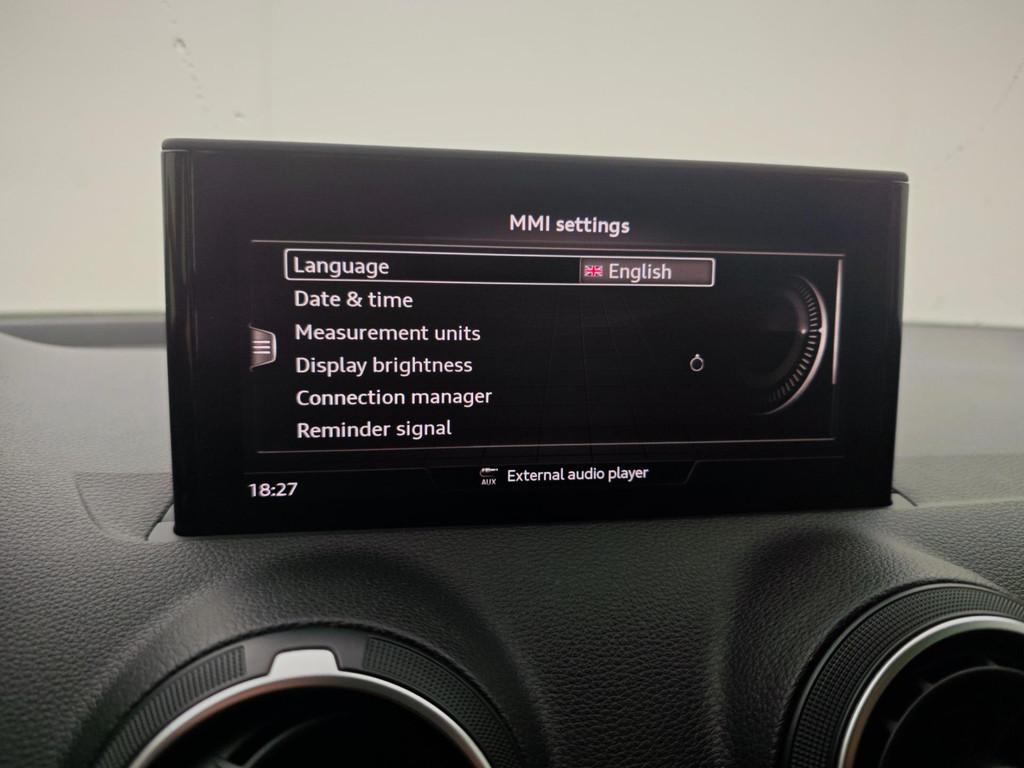 MMI settings
Language English
Date & time
Measurement units
Display brightness
Connection manager
Reminder signal
AUX External audio player
18:27